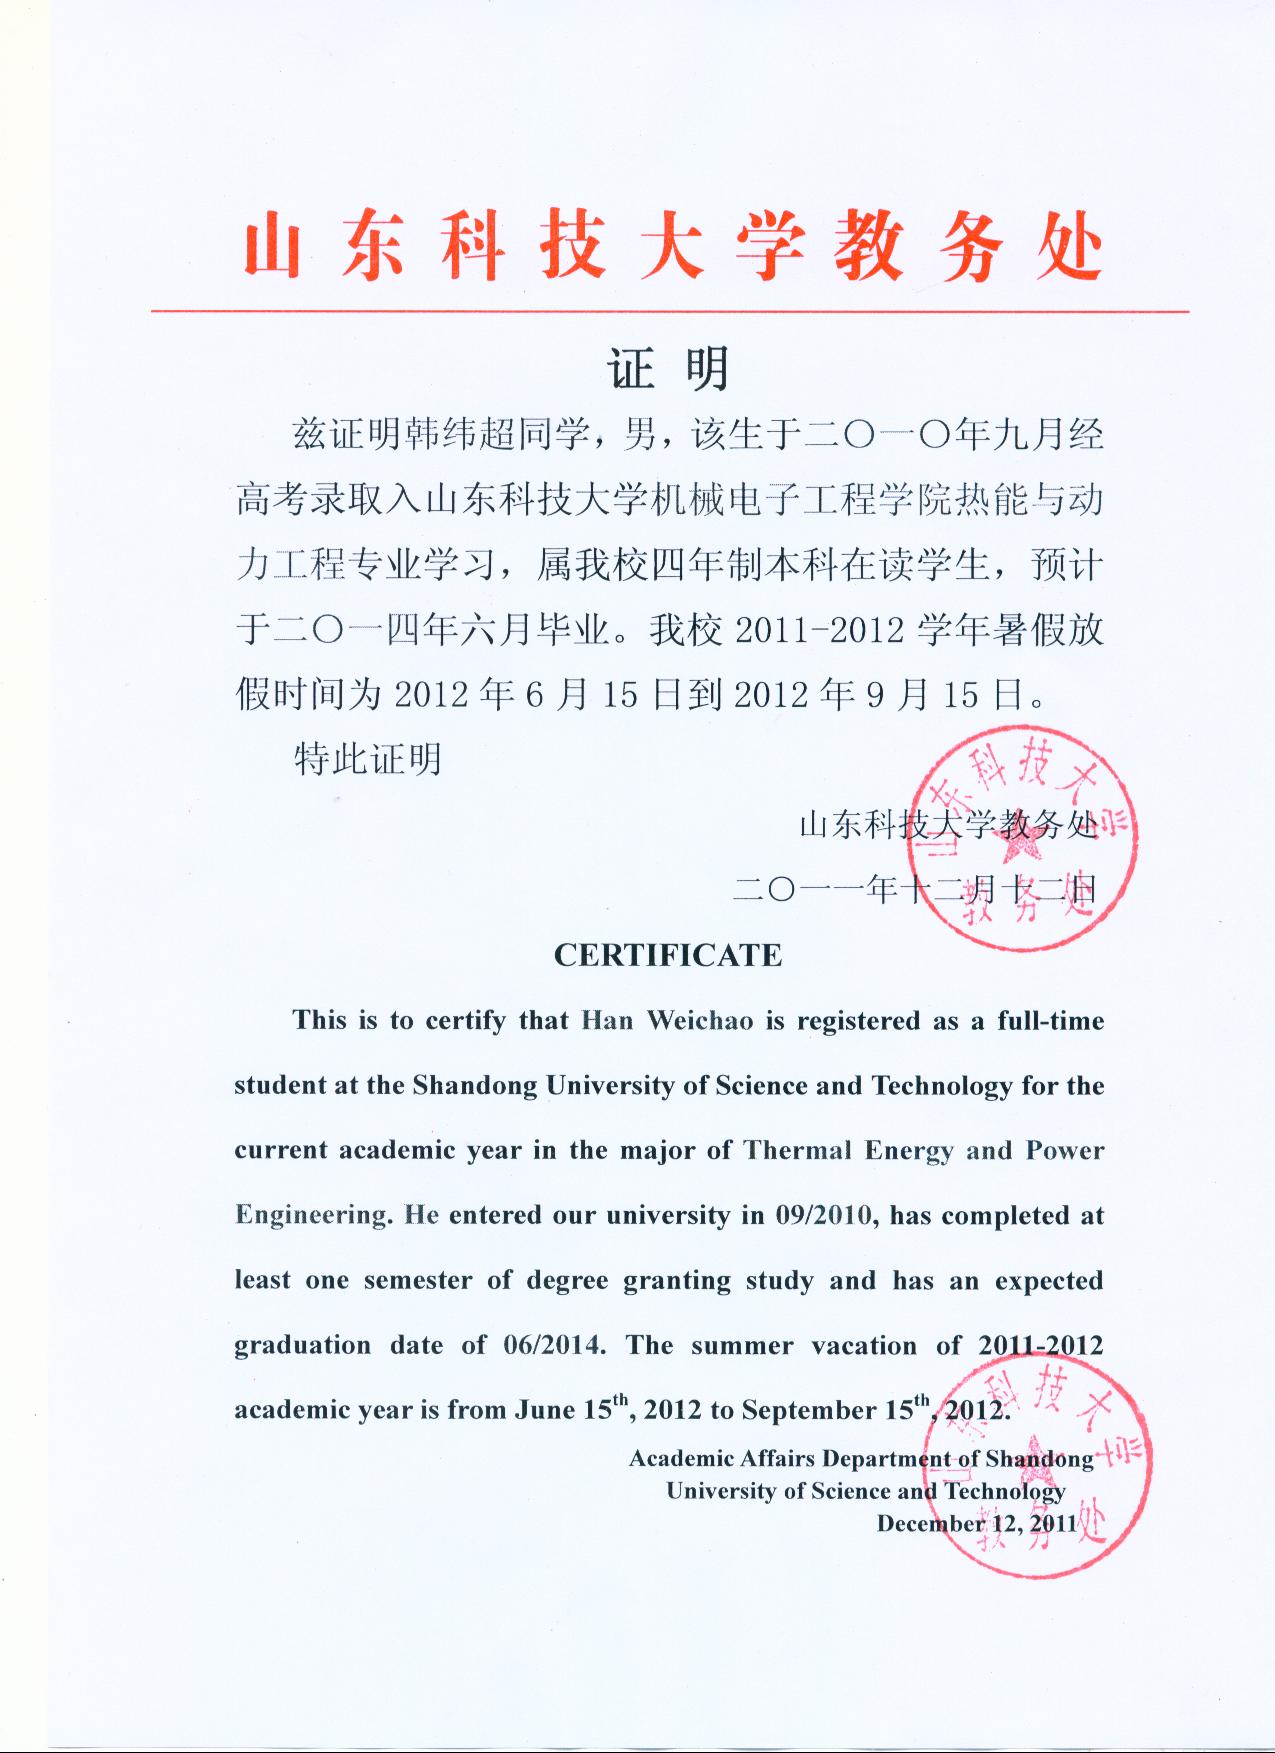 山东科技大学教务处
证 明
兹证明韩纬超同学，男，该生于二〇一〇年九月经
高考录取入山东科技大学机械电子工程学院热能与动
力工程专业学习，属我校四年制本科在读学生，预计
于二〇一四年六月毕业。我校 2011-2012 学年暑假放
假时间为 2012 年 6 月 15 日到 2012 年 9 月 15 日。
特此证明
山东科技大学
山东科技大学教务处
二〇一一年十二月十二日
教务处
CERTIFICATE
This is to certify that Han Weichao is registered as a full-time
student at the Shandong University of Science and Technology for the
current academic year in the major of Thermal Energy and Power
Engineering. He entered our university in 09/2010, has completed at
least one semester of degree granting study and has an expected
graduation date of 06/2014. The summer vacation of 2011-2012
academic year is from June 15th, 2012 to September 15th, 2012.
山东科技大学
Academic Affairs Department of Shandong
University of Science and Technology
December 12, 2011
教务处